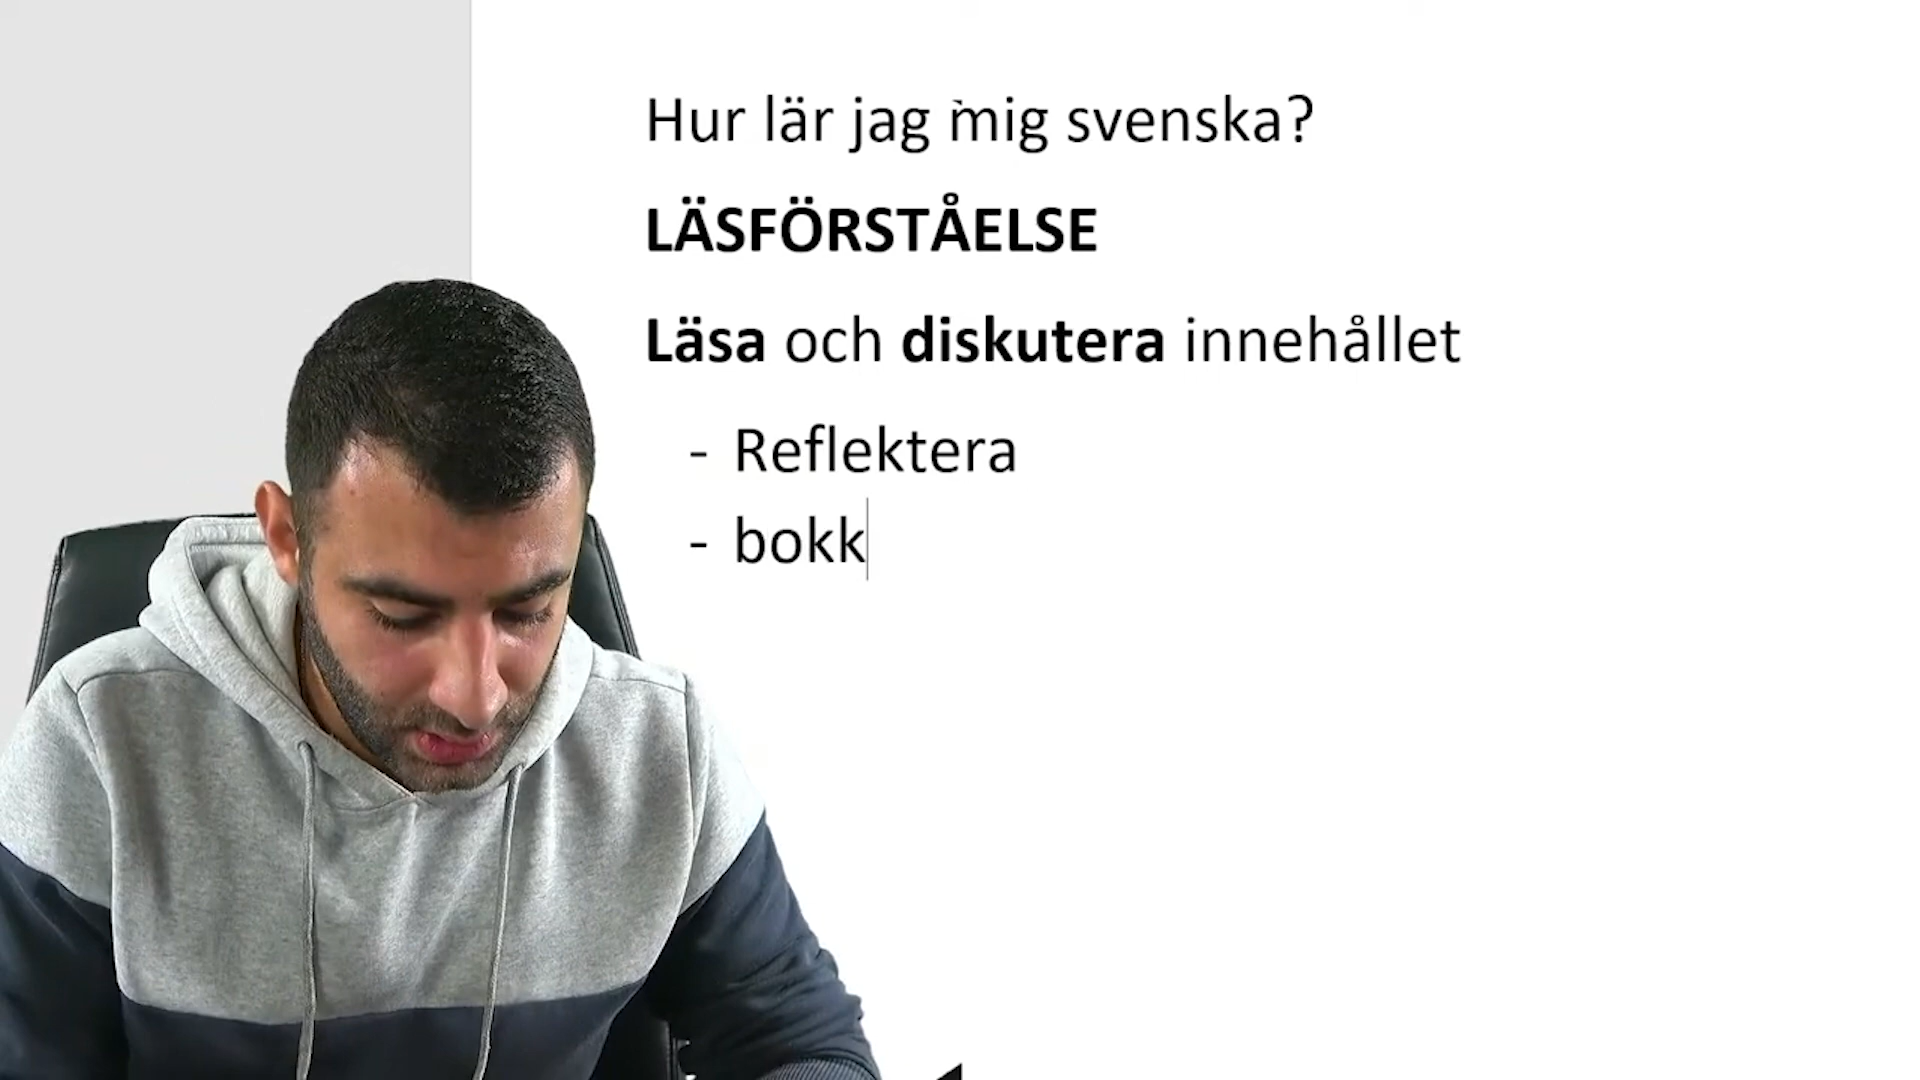 Hur lär jag mig svenska?
LÄSFÖRSTÅELSE
Läsa och diskutera innehållet
- Reflektera
- bokk